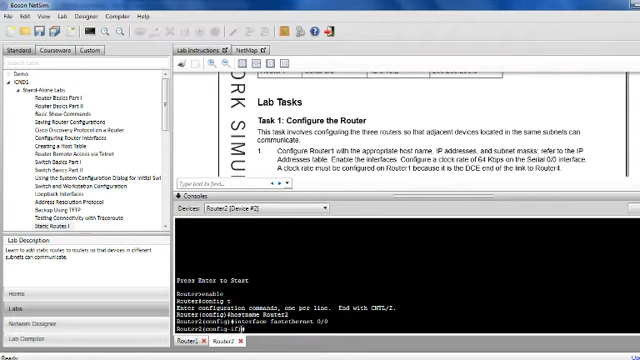 Boson NetSim
File Edit View Mode Labs Designer Computer Help
Standard Courseware Custom
Search Labs
Demo
ICND1
Stand-Alone Labs
Router Basics Part I
Router Basics Part II
Basic Show Commands
Saving Router Configurations
Cisco Discovery Protocol on a Router
Configuring Router Interfaces
Creating a Host Table
Router Remote Access via Telnet
Switch Basics Part I
Switch Basics Part II
Using the System Configuration Dialog for Initial Swi
Switch and Workstation Configuration
Loopback Interfaces
Address Resolution Protocol
Backup Using TFTP
Testing Connectivity with Traceroute
Static Routes I
Lab Description
Learn to add static routes to routers so that devices in different
subnets can communicate.
Home
Labs
Designer
Computer
Lab Instructions NetMap
ORK SIMU
Lab Tasks
Task 1: Configure the Router
This task involves configuring the three routers so that adjacent devices located in the same subnets can
communicate.
1. Configure Router1 with the appropriate host name, IP addresses, and subnet masks; refer to the IP
Addresses table. Enable the interfaces. Configure a clock rate of 64 Kbps on the Serial 0/0 interface.
A clock rate must be configured on Router1 because it is the DCE end of the link to Router4.
Type text to find...
Consoles
Devices: Router2 [Device #2]
Press Enter to Start
Router>enable
Router#config t
Enter configuration commands, one per line. End with CNTL/Z.
Router(config)#hostname Router2
Router2(config)#interface fastethernet 0/0
Router2(config-if)#
Router1 Router2